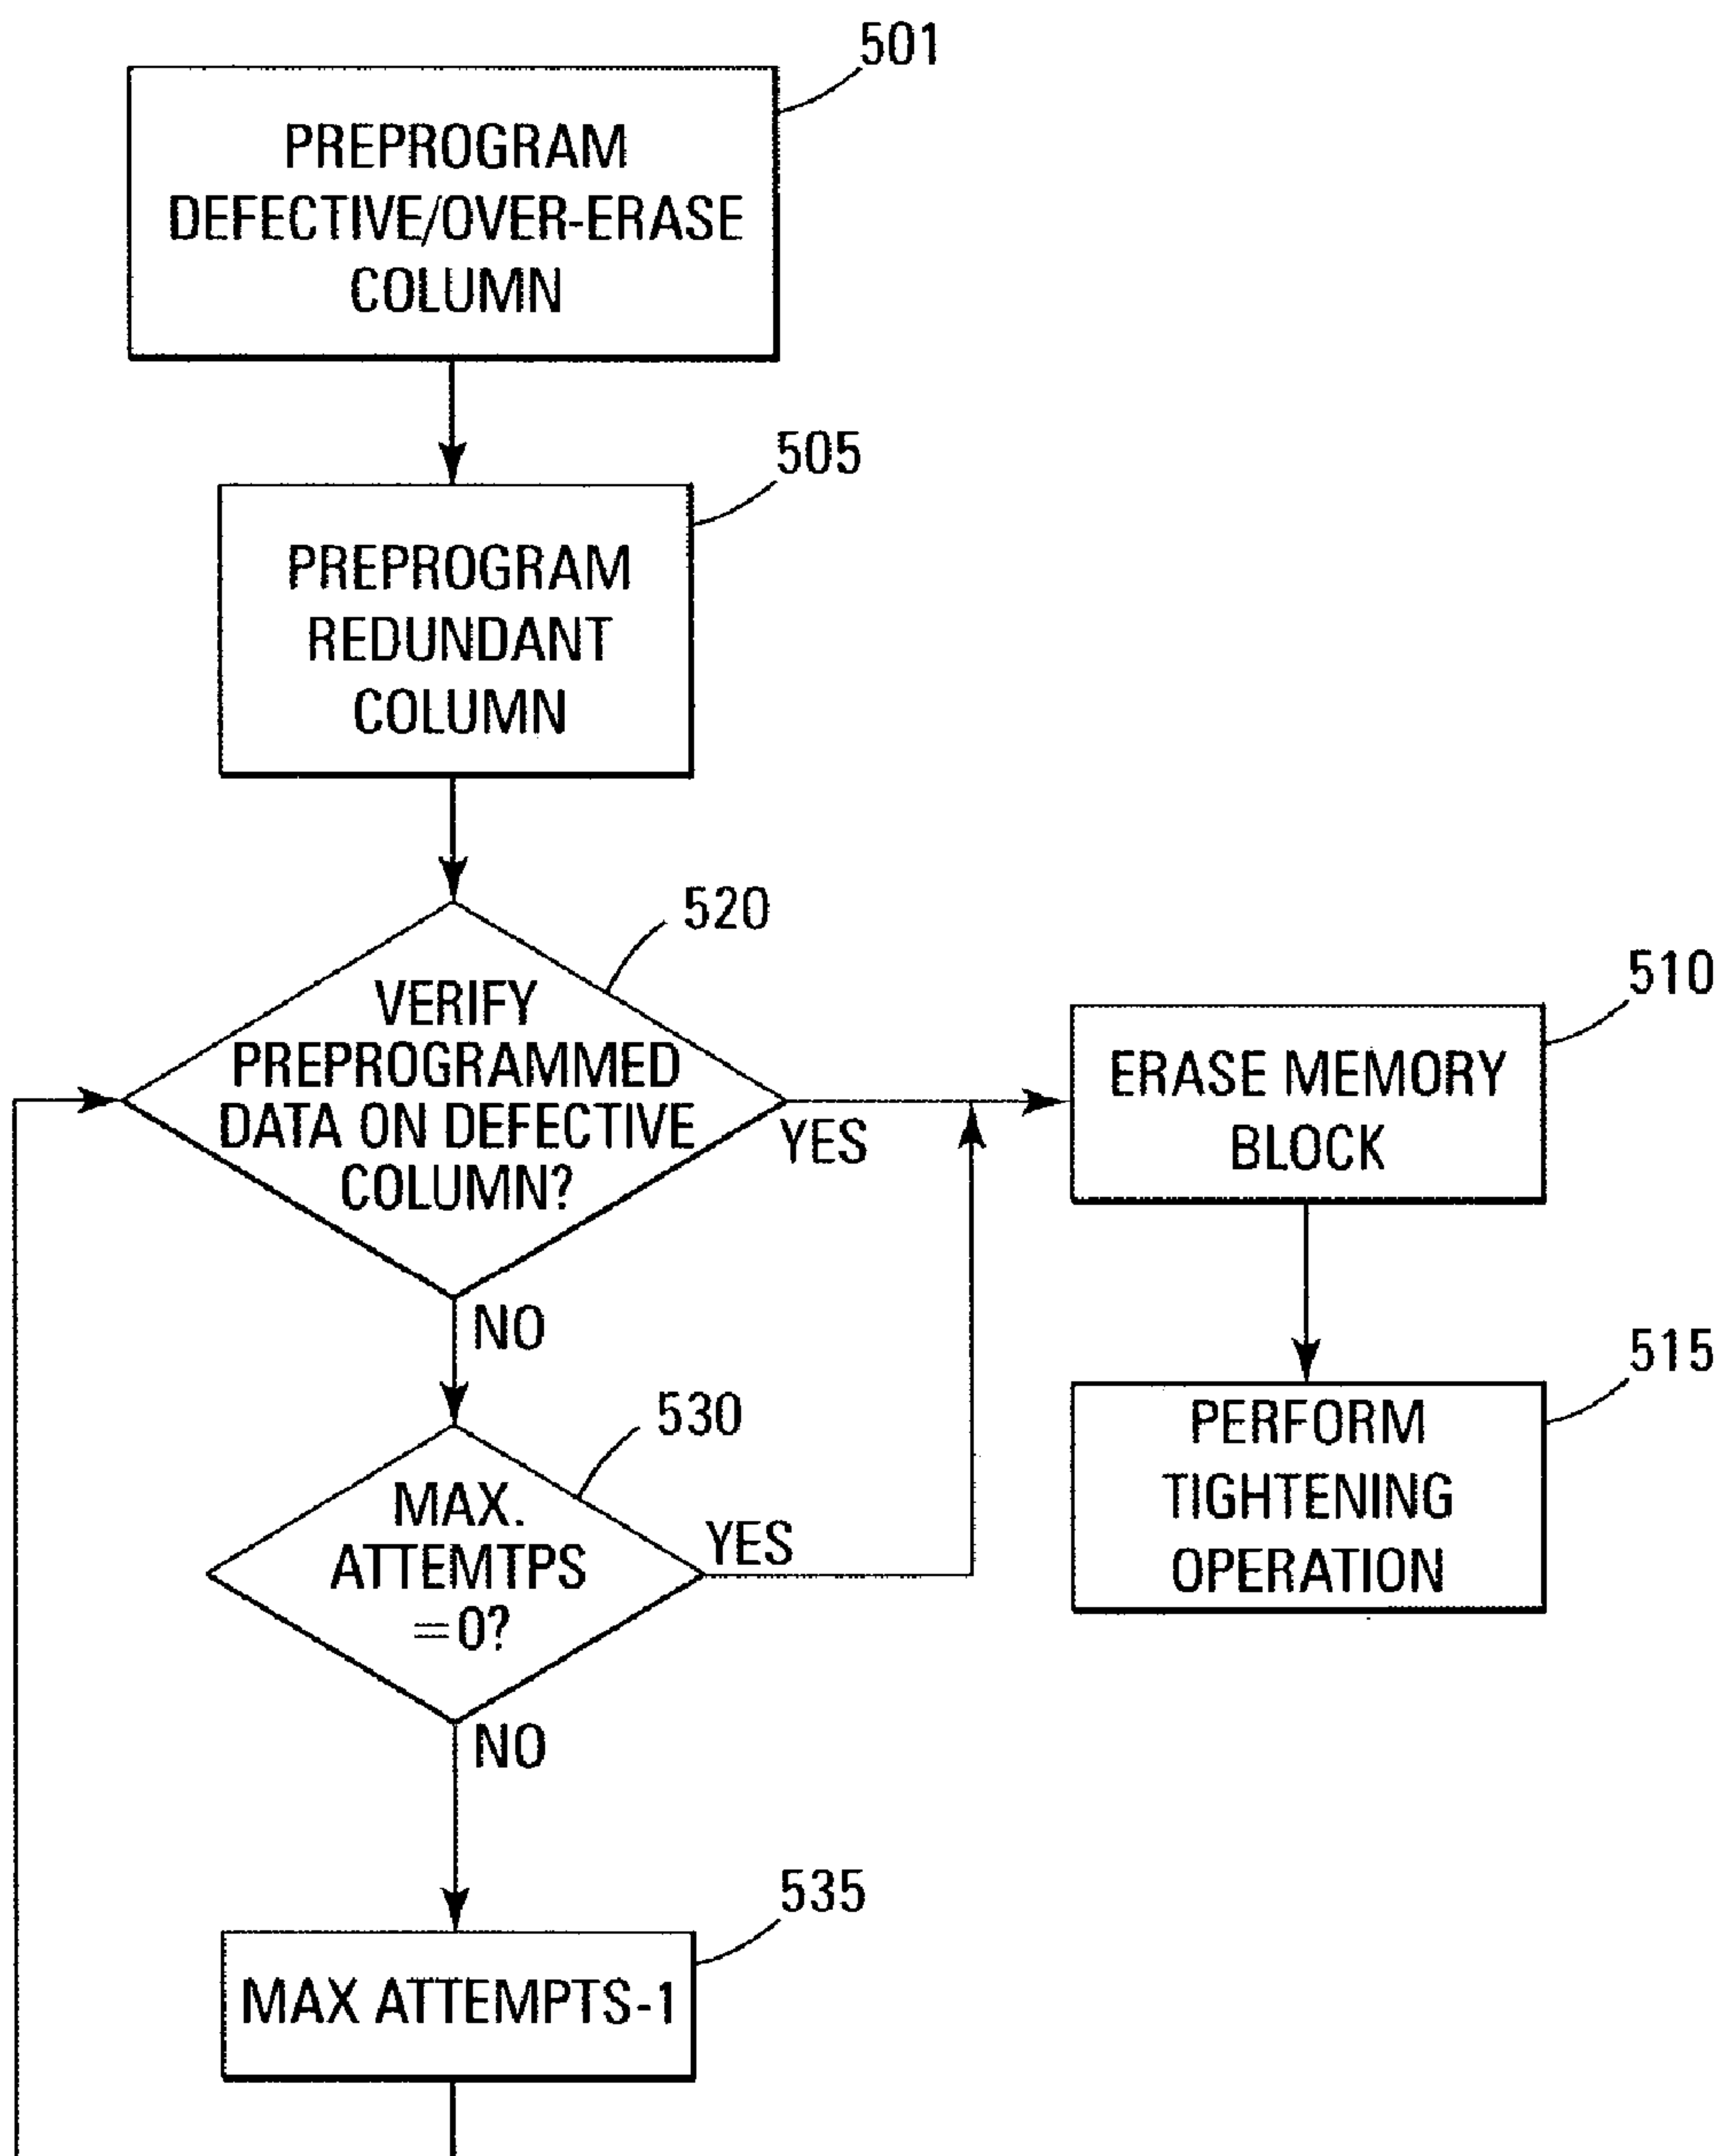 501
PREPROGRAM
DEFECTIVE/OVER-ERASE
COLUMN
505
PREPROGRAM
REDUNDANT
COLUMN
520
VERIFY
PREPROGRAMMED
DATA ON DEFECTIVE
COLUMN?
YES
NO
510
ERASE MEMORY
BLOCK
515
PERFORM
TIGHTENING
OPERATION
530
MAX.
ATTEMTPS
=0?
YES
NO
535
MAX ATTEMPTS-1